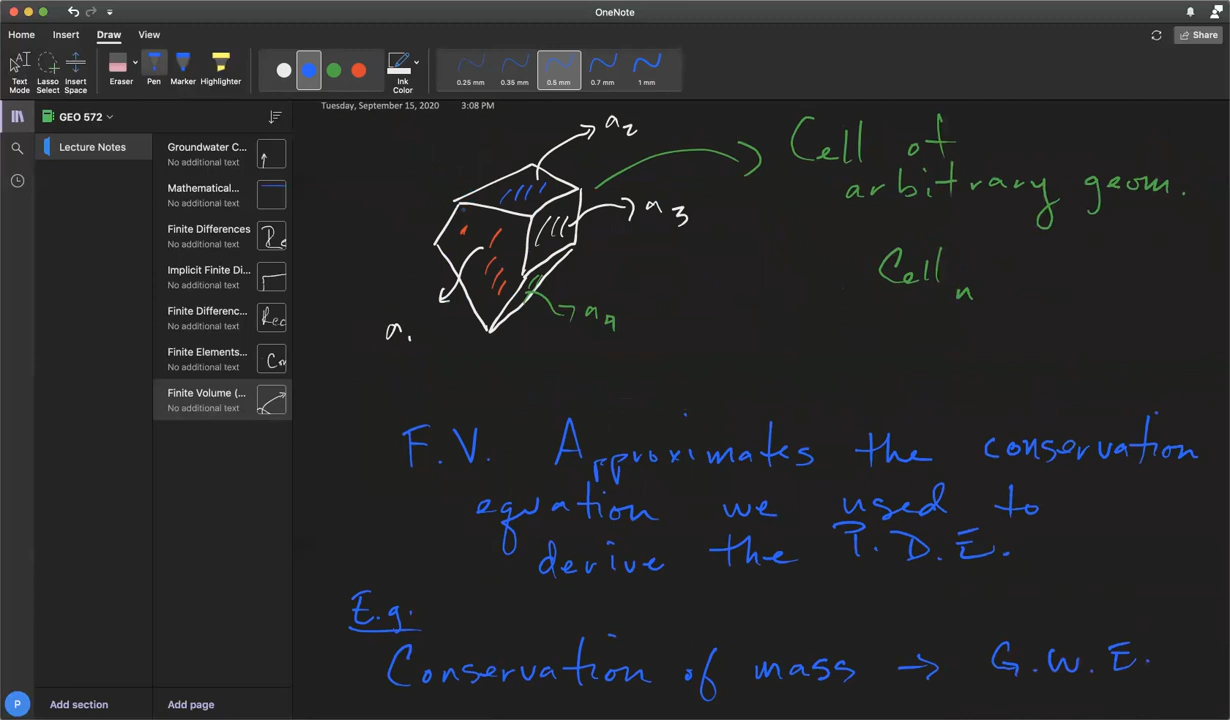 OneNote
Home Insert Draw View
Share
Text Mode
Lasso Select
Insert Space
Eraser
Pen
Marker
Highlighter
Ink Color
0.25 mm
0.35 mm
0.5 mm
0.7 mm
1 mm
GEO 572
Lecture Notes
Groundwater C...
No additional text
Mathematical...
No additional text
Finite Differences
No additional text
Implicit Finite Di...
No additional text
Finite Differenc...
No additional text
Finite Elements...
No additional text
Finite Volume (...
No additional text
P
Add section
Add page
Tuesday, September 15, 2020 3:08 PM
a2
a3
a4
a1
Cell of
arbitrary geom.
Cell n
F.V. Approximates the conservation
equation we used to
derive the P.D.E.
E.g.
Conservation of mass → G.W.E.